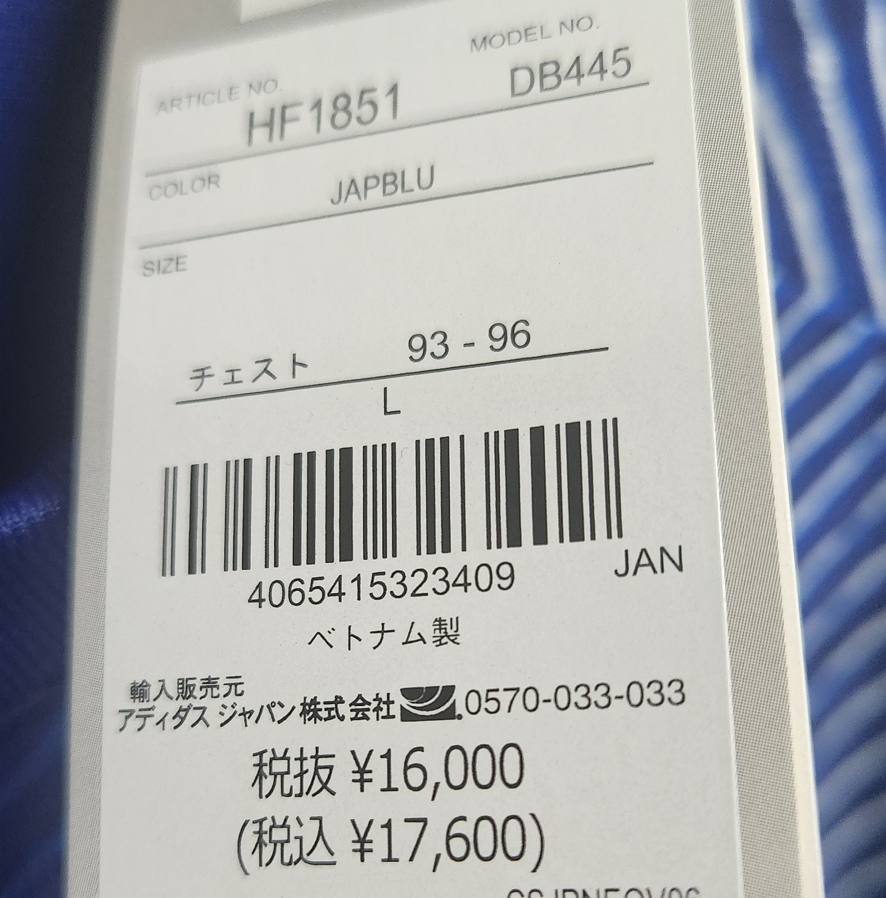 ARTICLE NO.
MODEL NO.
HF1851
DB445
COLOR
JAPBLU
SIZE
チェスト 93 - 96
L
4065415323409 JAN
ベトナム製
輸入販売元
アディダス ジャパン株式会社 0570-033-033
税抜 ¥16,000
(税込 ¥17,600)